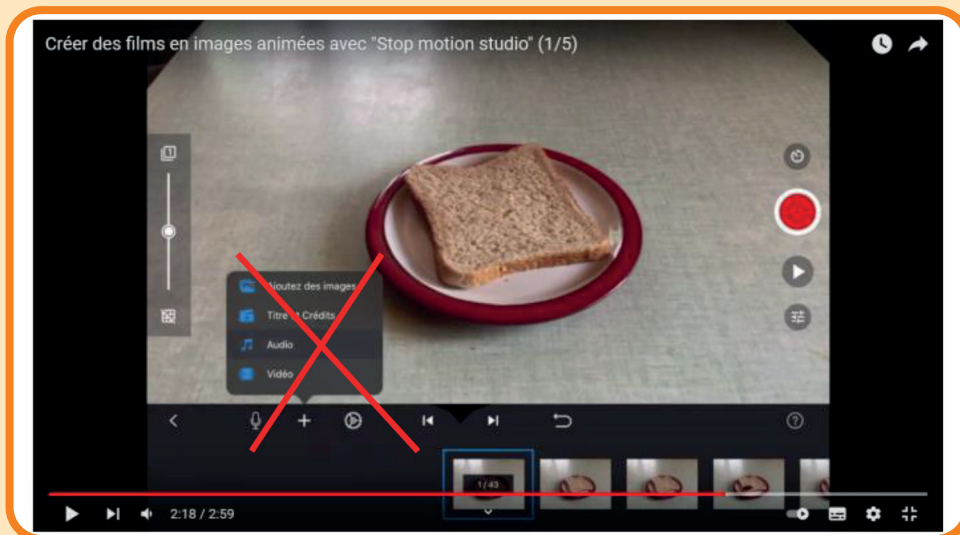 Créer des films en images animées avec "Stop motion studio" (1/5)
1
Ajoutez des images
Titre et Crédits
Audio
Vidéo
?
1/43
2:18 / 2:59